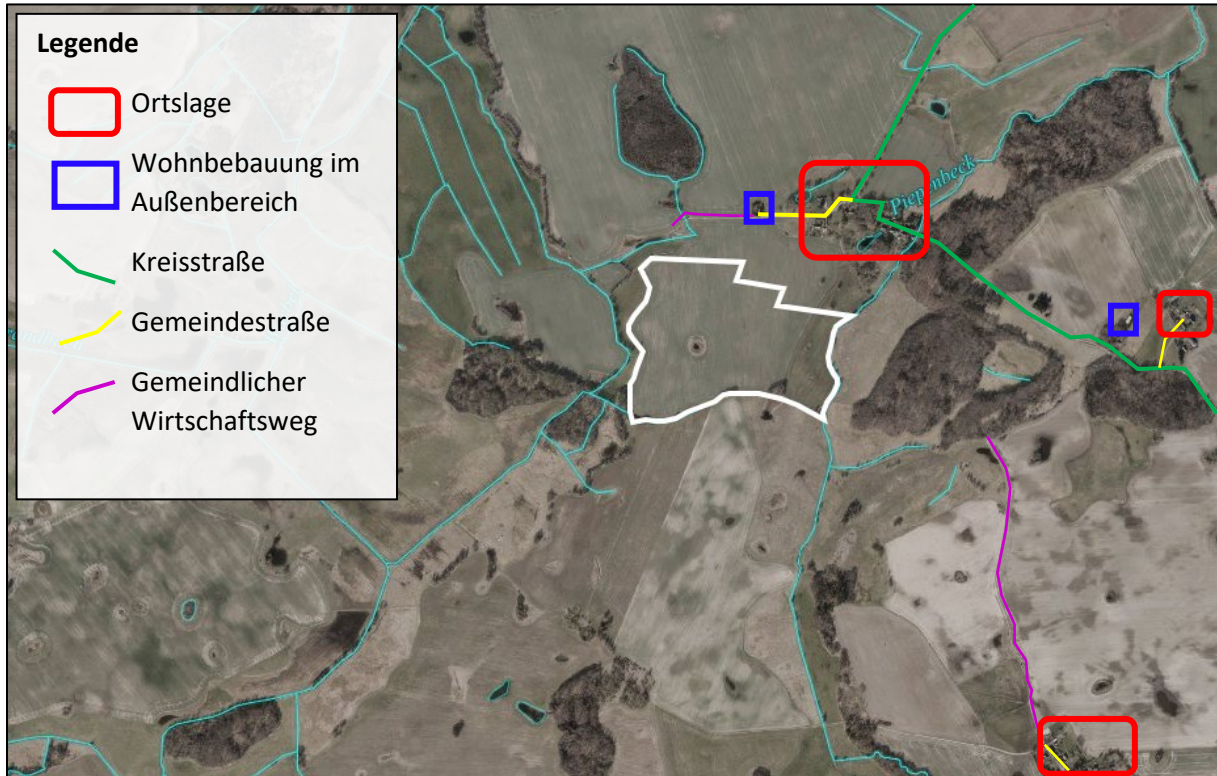 Legende
Ortslage
Wohnbebauung im
Außenbereich
Kreisstraße
Gemeindestraße
Gemeindlicher
Wirtschaftsweg
Piepenbeck